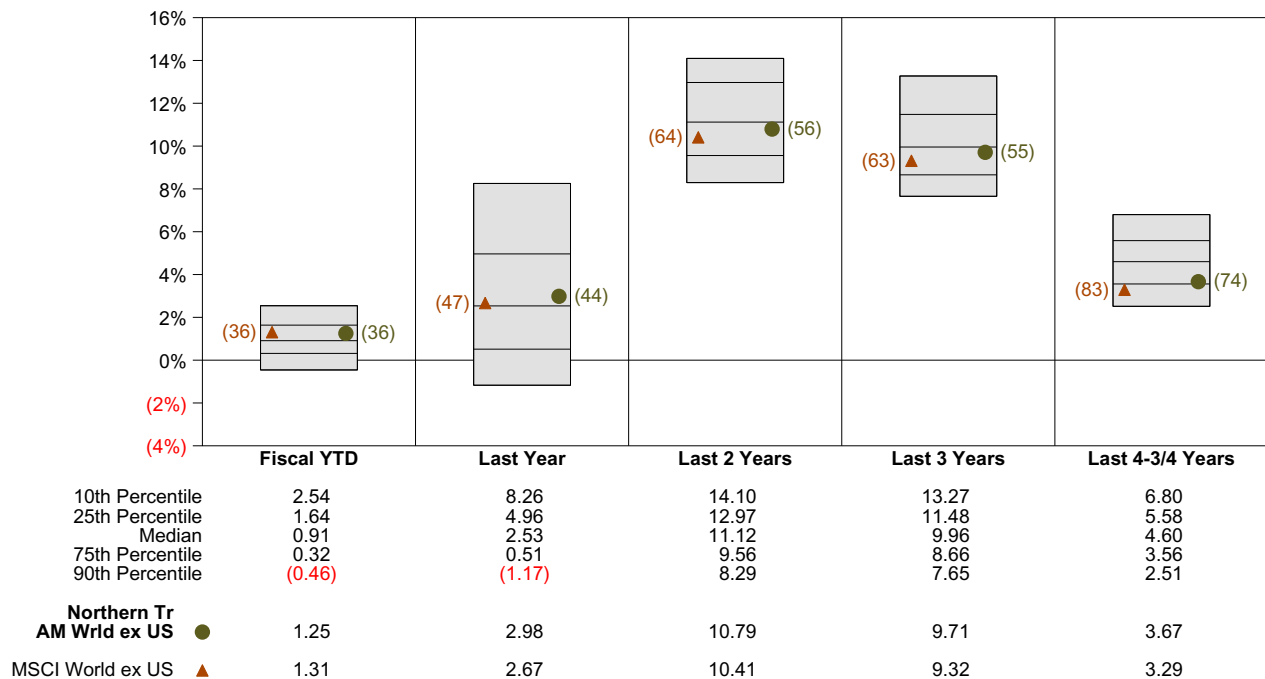 16%
14%
12%
10%
8%
6%
4%
2%
0%
(2%)
(4%)
(36) (36)
(47) (44)
(64) (56)
(63) (55)
(83) (74)
Fiscal YTD Last Year Last 2 Years Last 3 Years Last 4-3/4 Years
10th Percentile 2.54 8.26 14.10 13.27 6.80
25th Percentile 1.64 4.96 12.97 11.48 5.58
Median 0.91 2.53 11.12 9.96 4.60
75th Percentile 0.32 0.51 9.56 8.66 3.56
90th Percentile (0.46) (1.17) 8.29 7.65 2.51
Northern Tr
AM Wrld ex US 1.25 2.98 10.79 9.71 3.67
MSCI World ex US 1.31 2.67 10.41 9.32 3.29